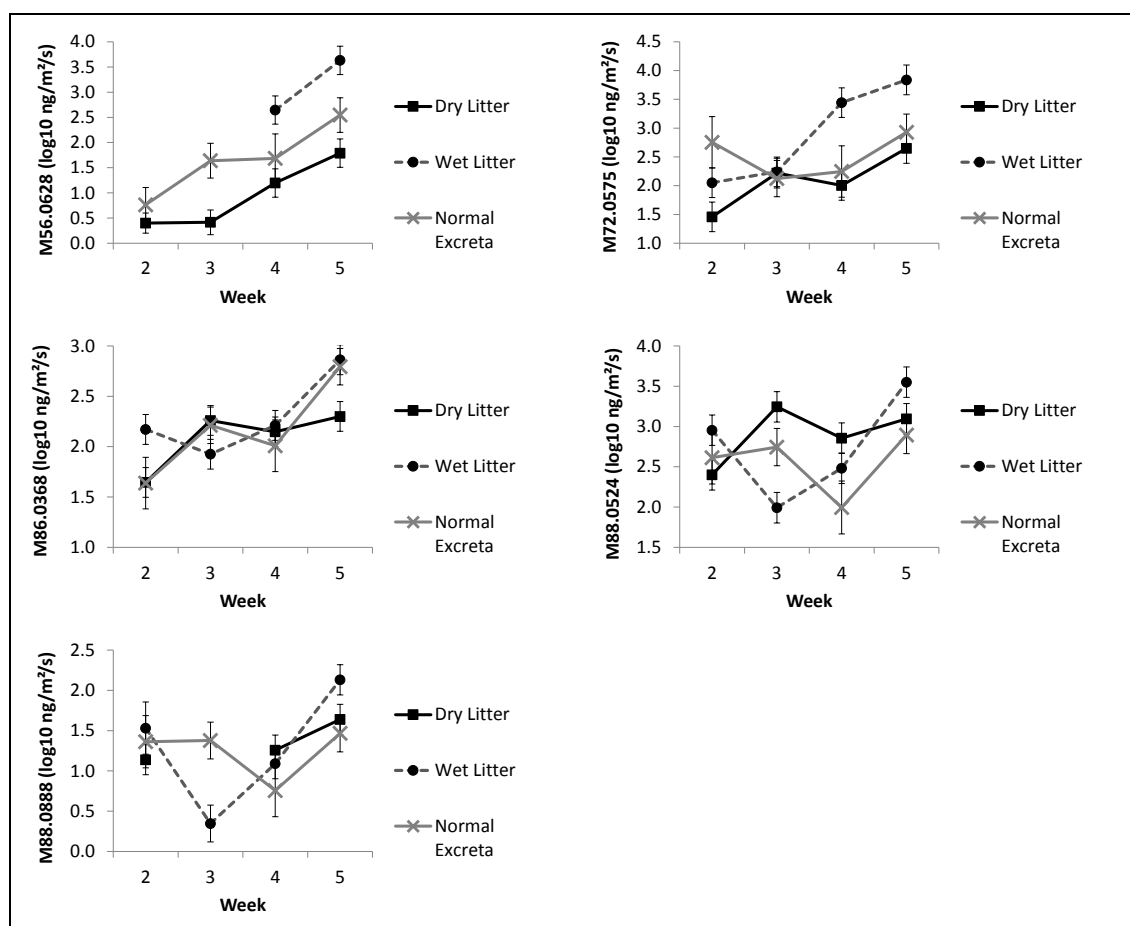 M56.0628 (log10 ng/m²/s)
4.0
3.5
3.0
2.5
2.0
1.5
1.0
0.5
0.0
2 3 4 5
Week
Dry Litter
Wet Litter
Normal
Excreta
M72.0575 (log10 ng/m²/s)
4.5
4.0
3.5
3.0
2.5
2.0
1.5
1.0
2 3 4 5
Week
Dry Litter
Wet Litter
Normal
Excreta
M86.0368 (log10 ng/m²/s)
3.0
2.5
2.0
1.5
1.0
2 3 4 5
Week
Dry Litter
Wet Litter
Normal
Excreta
M88.0524 (log10 ng/m²/s)
4.0
3.5
3.0
2.5
2.0
1.5
2 3 4 5
Week
Dry Litter
Wet Litter
Normal
Excreta
M88.0888 (log10 ng/m²/s)
2.5
2.0
1.5
1.0
0.5
0.0
2 3 4 5
Week
Dry Litter
Wet Litter
Normal
Excreta